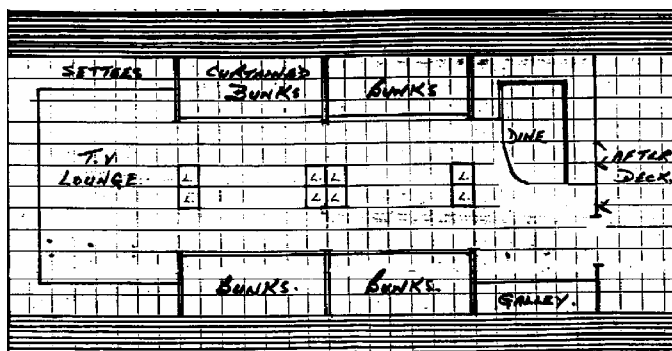 SETTEES
CURTAINED
BUNKS
BUNKS
DINE
T.V.
LOUNGE
AFTER
DECK
L L L L
L L L L
BUNKS.
BUNKS.
GALLEY.